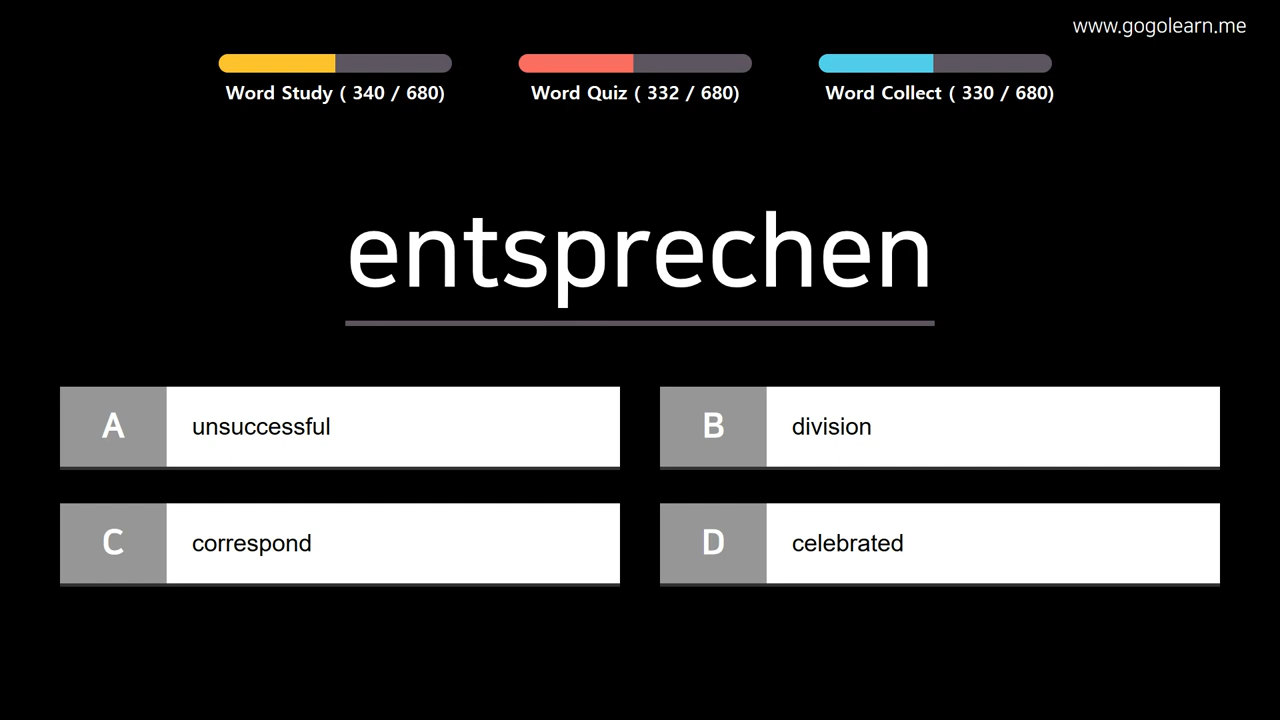 www.gogolearn.me
Word Study ( 340 / 680)
Word Quiz ( 332 / 680)
Word Collect ( 330 / 680)
entsprechen
A unsuccessful
B division
C correspond
D celebrated